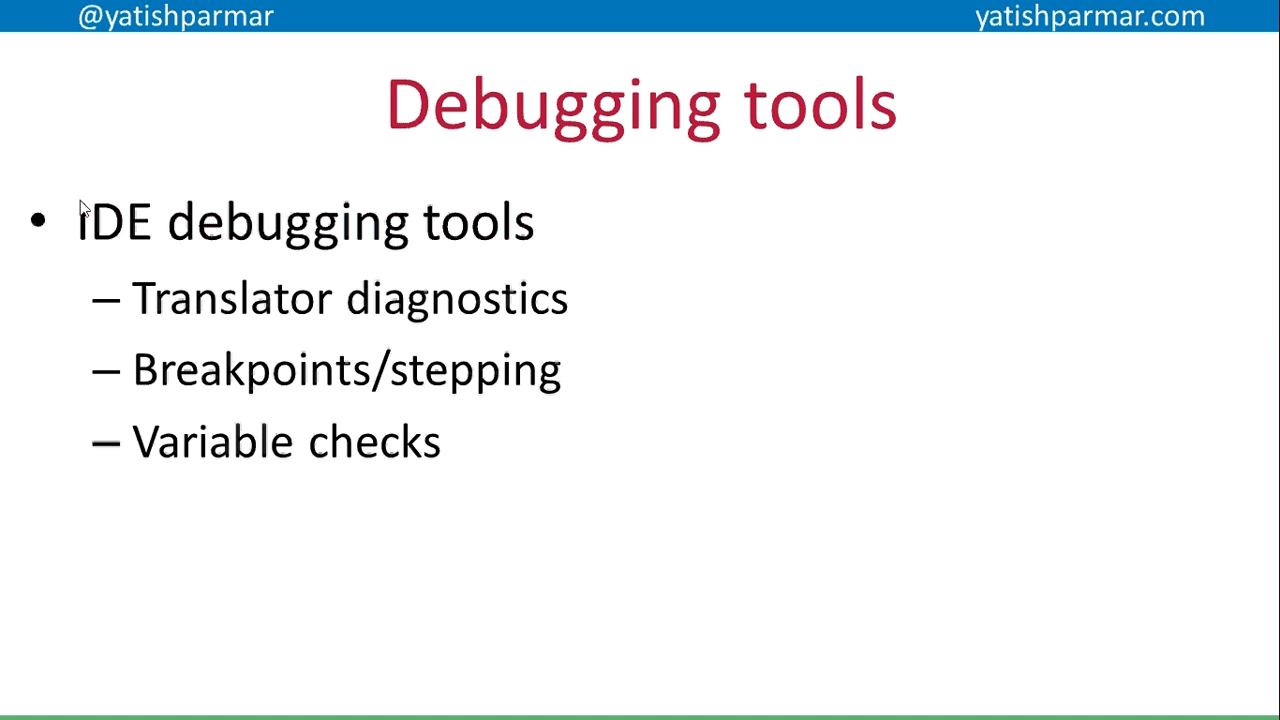 @yatishparmar
yatishparmar.com
Debugging tools
• IDE debugging tools
– Translator diagnostics
– Breakpoints/stepping
– Variable checks